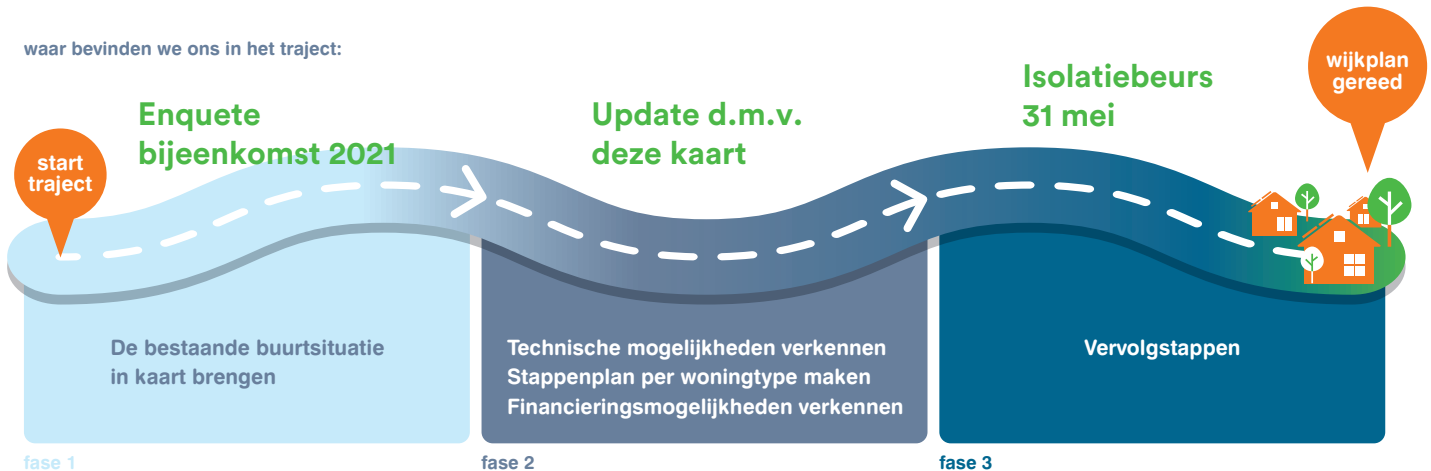 waar bevinden we ons in het traject:
start
traject
Enquete
bijeenkomst 2021
Update d.m.v.
deze kaart
Isolatiebeurs
31 mei
wijkplan
gereed
De bestaande buurtsituatie
in kaart brengen
Technische mogelijkheden verkennen
Stappenplan per woningtype maken
Financieringsmogelijkheden verkennen
Vervolgstappen
fase 1
fase 2
fase 3